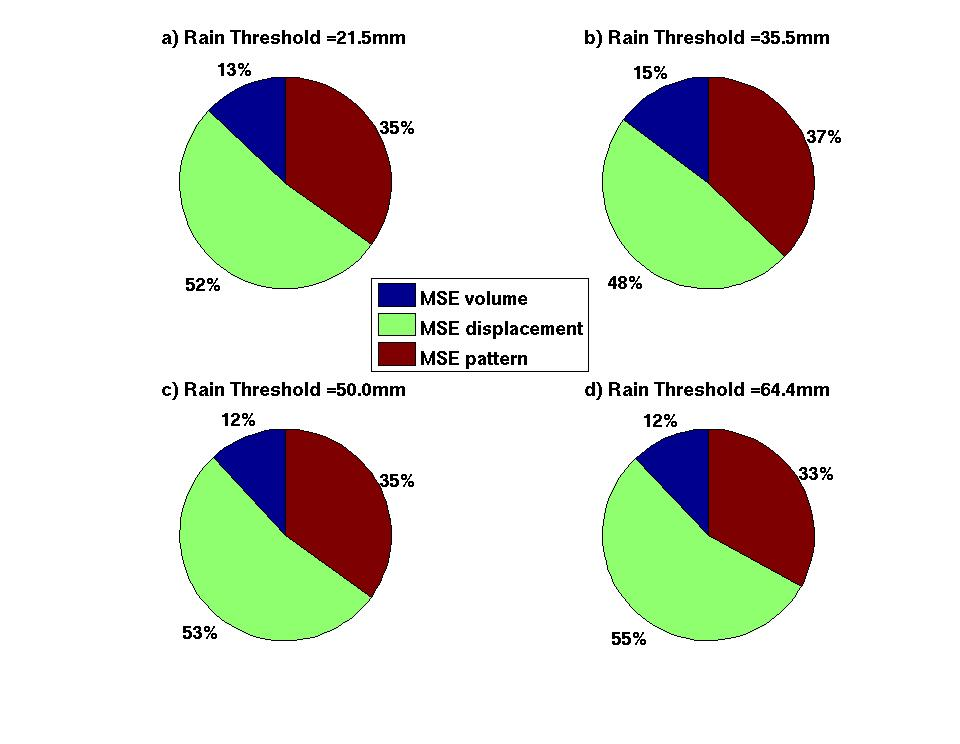 a) Rain Threshold =21.5mm
13%
35%
52%
b) Rain Threshold =35.5mm
15%
37%
48%
MSE volume
MSE displacement
MSE pattern
c) Rain Threshold =50.0mm
12%
35%
53%
d) Rain Threshold =64.4mm
12%
33%
55%